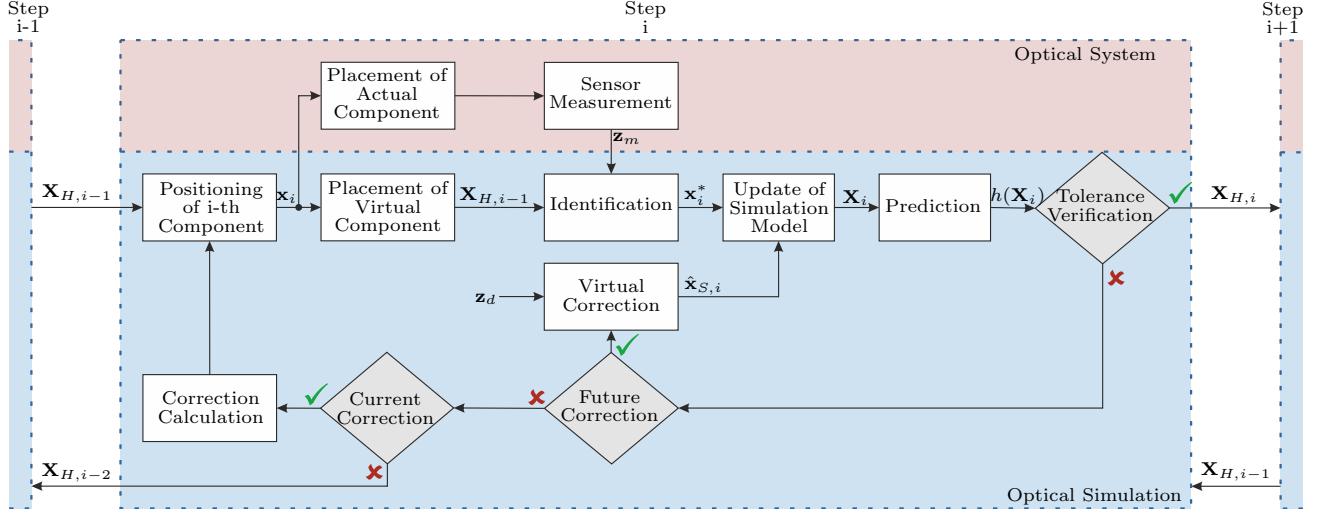 Step
i-1
Step
i
Step
i+1
Optical System
Placement of
Actual
Component
Sensor
Measurement
𝐳_m
𝐗_{H,i−1}
Positioning
of i-th
Component
𝐱_i
Placement of
Virtual
Component
𝐗_{H,i−1}
Identification
𝐱_i^*
Update of
Simulation
Model
𝐗_i
Prediction
h(𝐗_i)
Tolerance
Verification
𝐗_{H,i}
𝐳_d
Virtual
Correction
x̂_{S,i}
Correction
Calculation
Current
Correction
Future
Correction
𝐗_{H,i−2}
𝐗_{H,i−1}
Optical Simulation